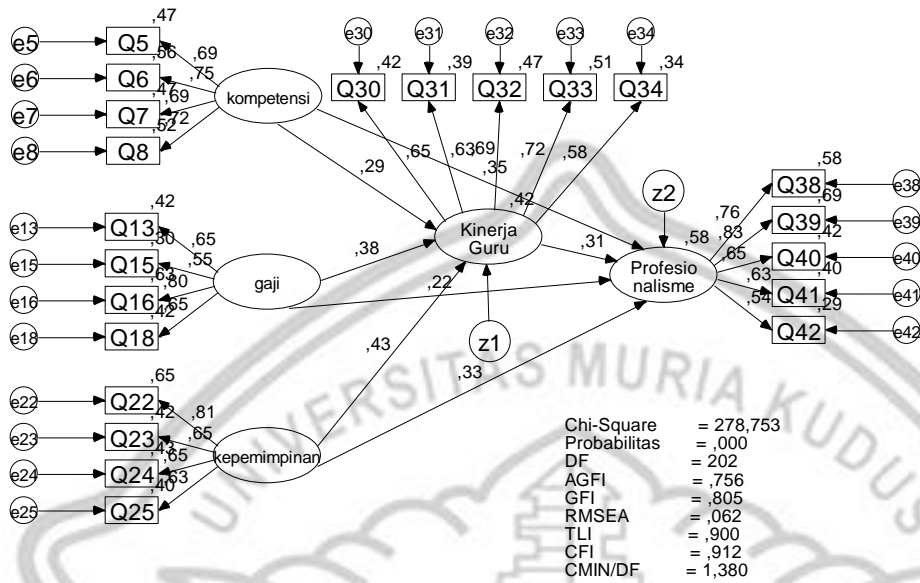 ,47
e5 Q5 ,69
,56
e6 Q6 ,75
,47
e7 Q7 ,69
,52
e8 Q8 ,72
kompetensi
e30 e31 e32 e33 e34
,42 ,39 ,47 ,51 ,34
Q30 Q31 Q32 Q33 Q34
,65 ,63 ,69 ,72 ,58
,29 ,35
,42
Kinerja
Guru
,42
e13 Q13 ,65
,30
e15 Q15 ,55
,63
e16 Q16 ,80
,42
e18 Q18 ,65
gaji
,38
,22
,31
z1
z2
,58
Profesio
nalisme
,58
,76 Q38 e38
,69
,83 Q39 e39
,42
,65 Q40 e40
,40
,63 Q41 e41
,29
,54 Q42 e42
,43
,33
,65
e22 Q22 ,81
,42
e23 Q23 ,65
,43
e24 Q24 ,65
,40
e25 Q25 ,63
kepemimpinan
UNIVERSITAS MURIA KUDUS
Chi-Square = 278,753
Probabilitas = ,000
DF = 202
AGFI = ,756
GFI = ,805
RMSEA = ,062
TLI = ,900
CFI = ,912
CMIN/DF = 1,380